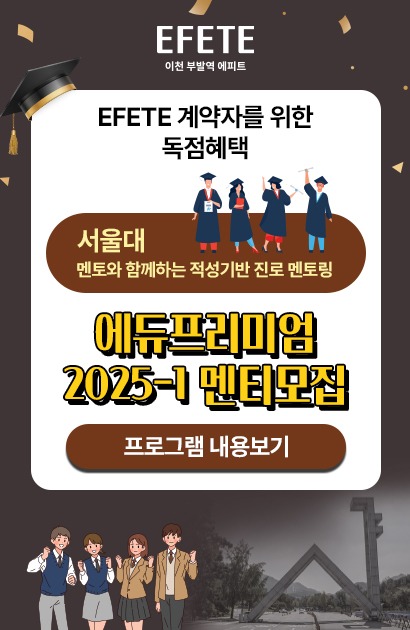 EFETE
이천 부발역 에피트
EFETE 계약자를 위한
독점혜택
서울대
멘토와 함께하는 적성기반 진로 멘토링
에듀프리미엄
2025-1 멘티모집
프로그램 내용보기